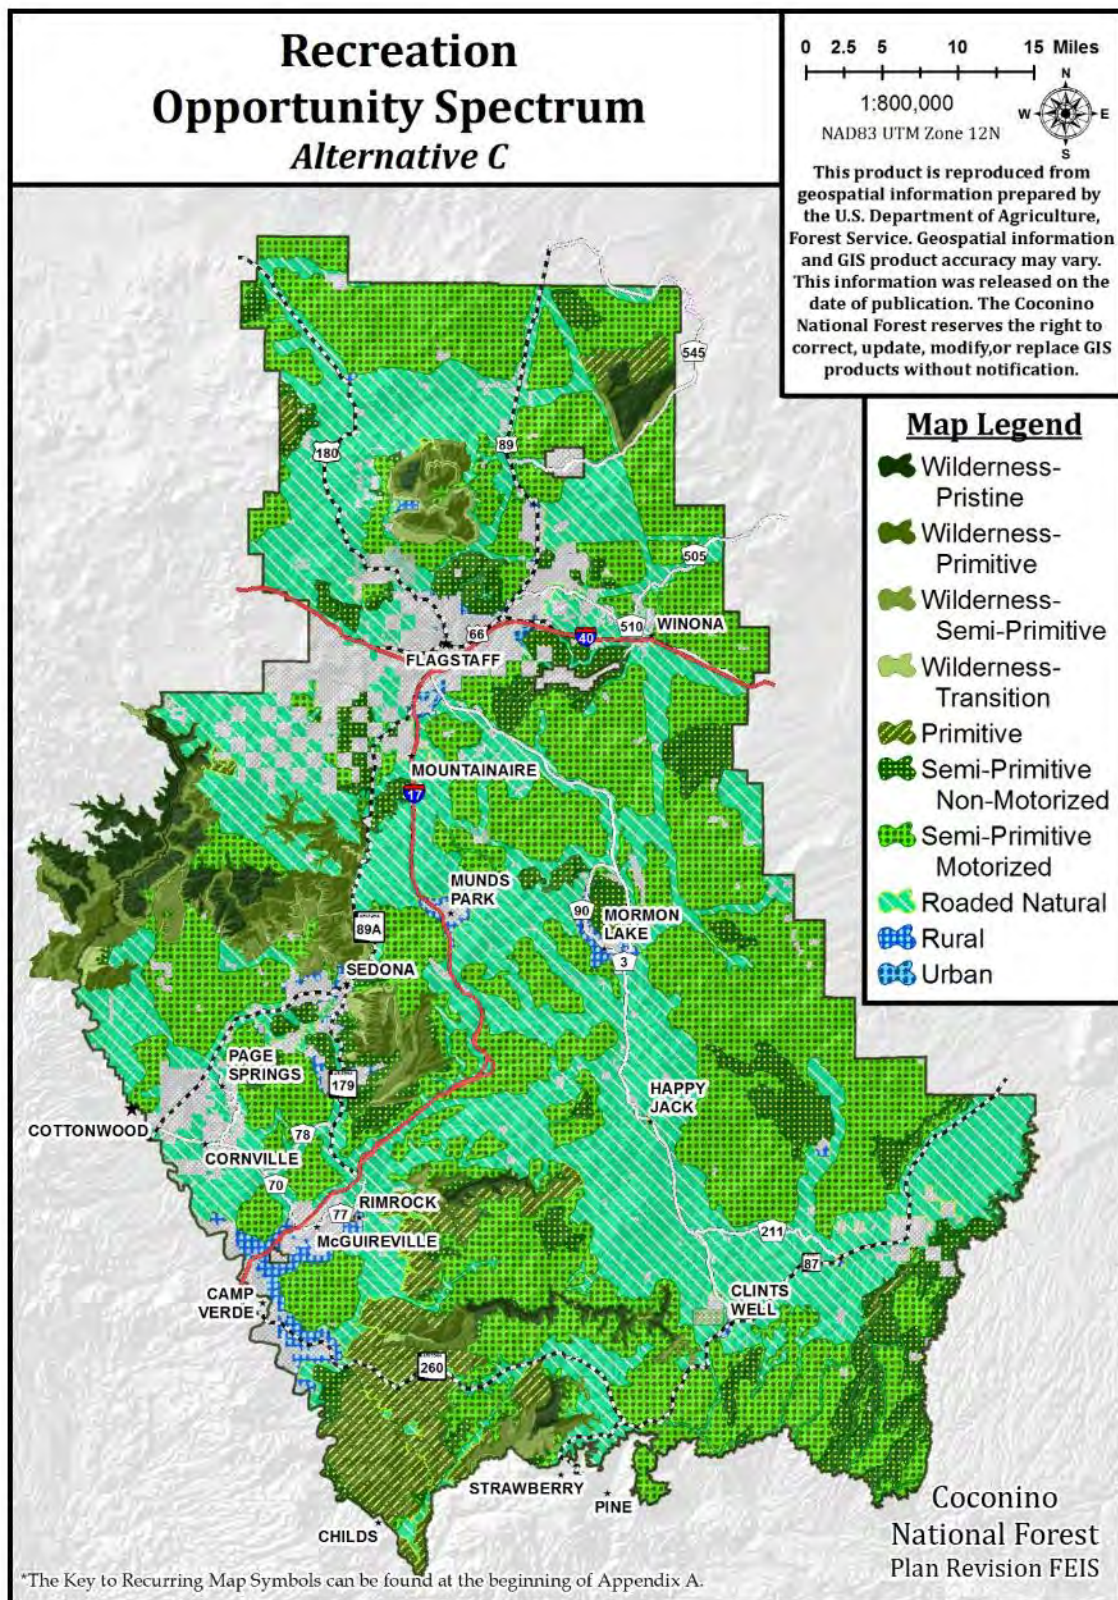 Recreation
Opportunity Spectrum
Alternative C
0 2.5 5 10 15 Miles
1:800,000
NAD83 UTM Zone 12N
N
W E
S
This product is reproduced from
geospatial information prepared by
the U.S. Department of Agriculture,
Forest Service. Geospatial information
and GIS product accuracy may vary.
This information was released on the
date of publication. The Coconino
National Forest reserves the right to
correct, update, modify,or replace GIS
products without notification.
Map Legend
Wilderness-
Pristine
Wilderness-
Primitive
Wilderness-
Semi-Primitive
Wilderness-
Transition
Primitive
Semi-Primitive
Non-Motorized
Semi-Primitive
Motorized
Roaded Natural
Rural
Urban
545
89
180
505
510
WINONA
66
40
FLAGSTAFF
MOUNTAINAIRE
17
MUNDS
PARK
90
MORMON
LAKE
3
89A
SEDONA
PAGE
SPRINGS
179
HAPPY
JACK
COTTONWOOD
78
CORNVILLE
70
RIMROCK
77
McGUIREVILLE
211
87
CAMP
VERDE
CLINTS
WELL
260
STRAWBERRY
PINE
CHILDS
Coconino
National Forest
Plan Revision FEIS
*The Key to Recurring Map Symbols can be found at the beginning of Appendix A.